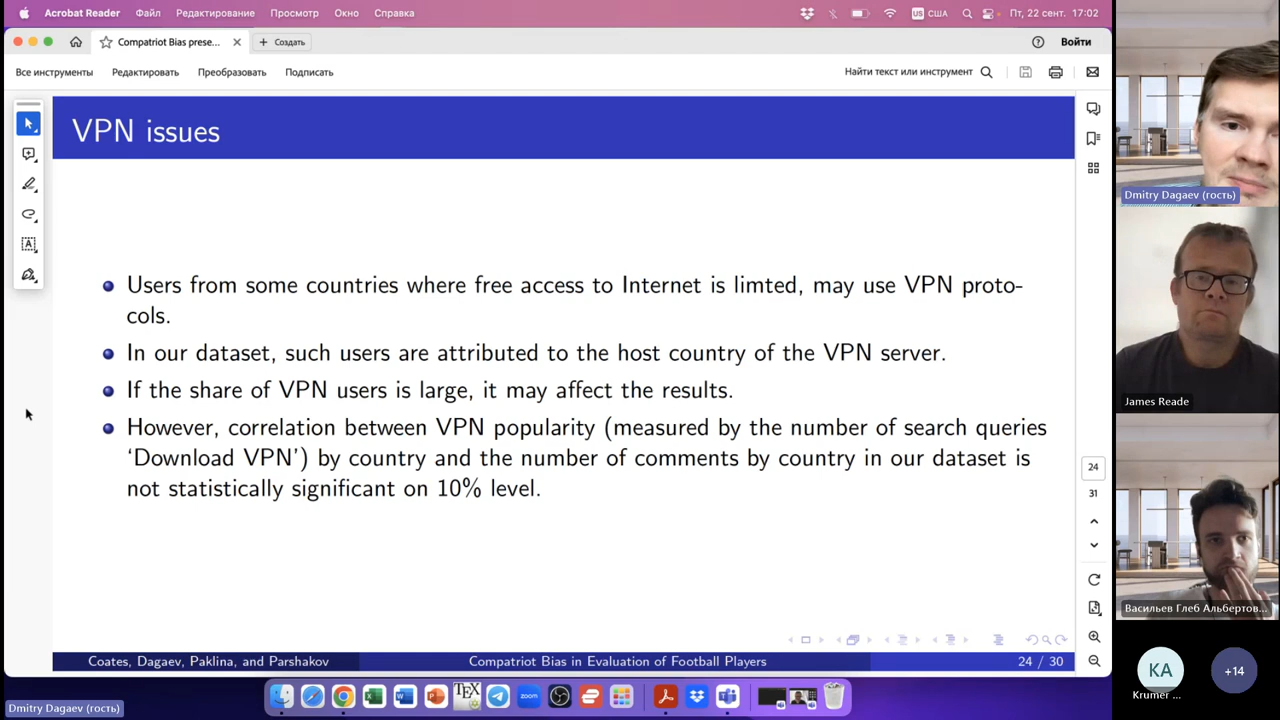 Acrobat Reader Файл Редактирование Просмотр Окно Справка США Пт, 22 сент. 17:02
Compatriot Bias prese... Создать Войти
Все инструменты Редактировать Преобразовать Подписать Найти текст или инструмент
VPN issues
Users from some countries where free access to Internet is limted, may use VPN proto-
cols.
In our dataset, such users are attributed to the host country of the VPN server.
If the share of VPN users is large, it may affect the results.
However, correlation between VPN popularity (measured by the number of search queries
‘Download VPN’) by country and the number of comments by country in our dataset is
not statistically significant on 10% level.
24
31
Coates, Dagaev, Paklina, and Parshakov Compatriot Bias in Evaluation of Football Players 24 / 30
TEX zoom
Dmitry Dagaev (гость)
Dmitry Dagaev (гость)
James Reade
Васильев Глеб Альбертов...
KA
Krumer ...
+14